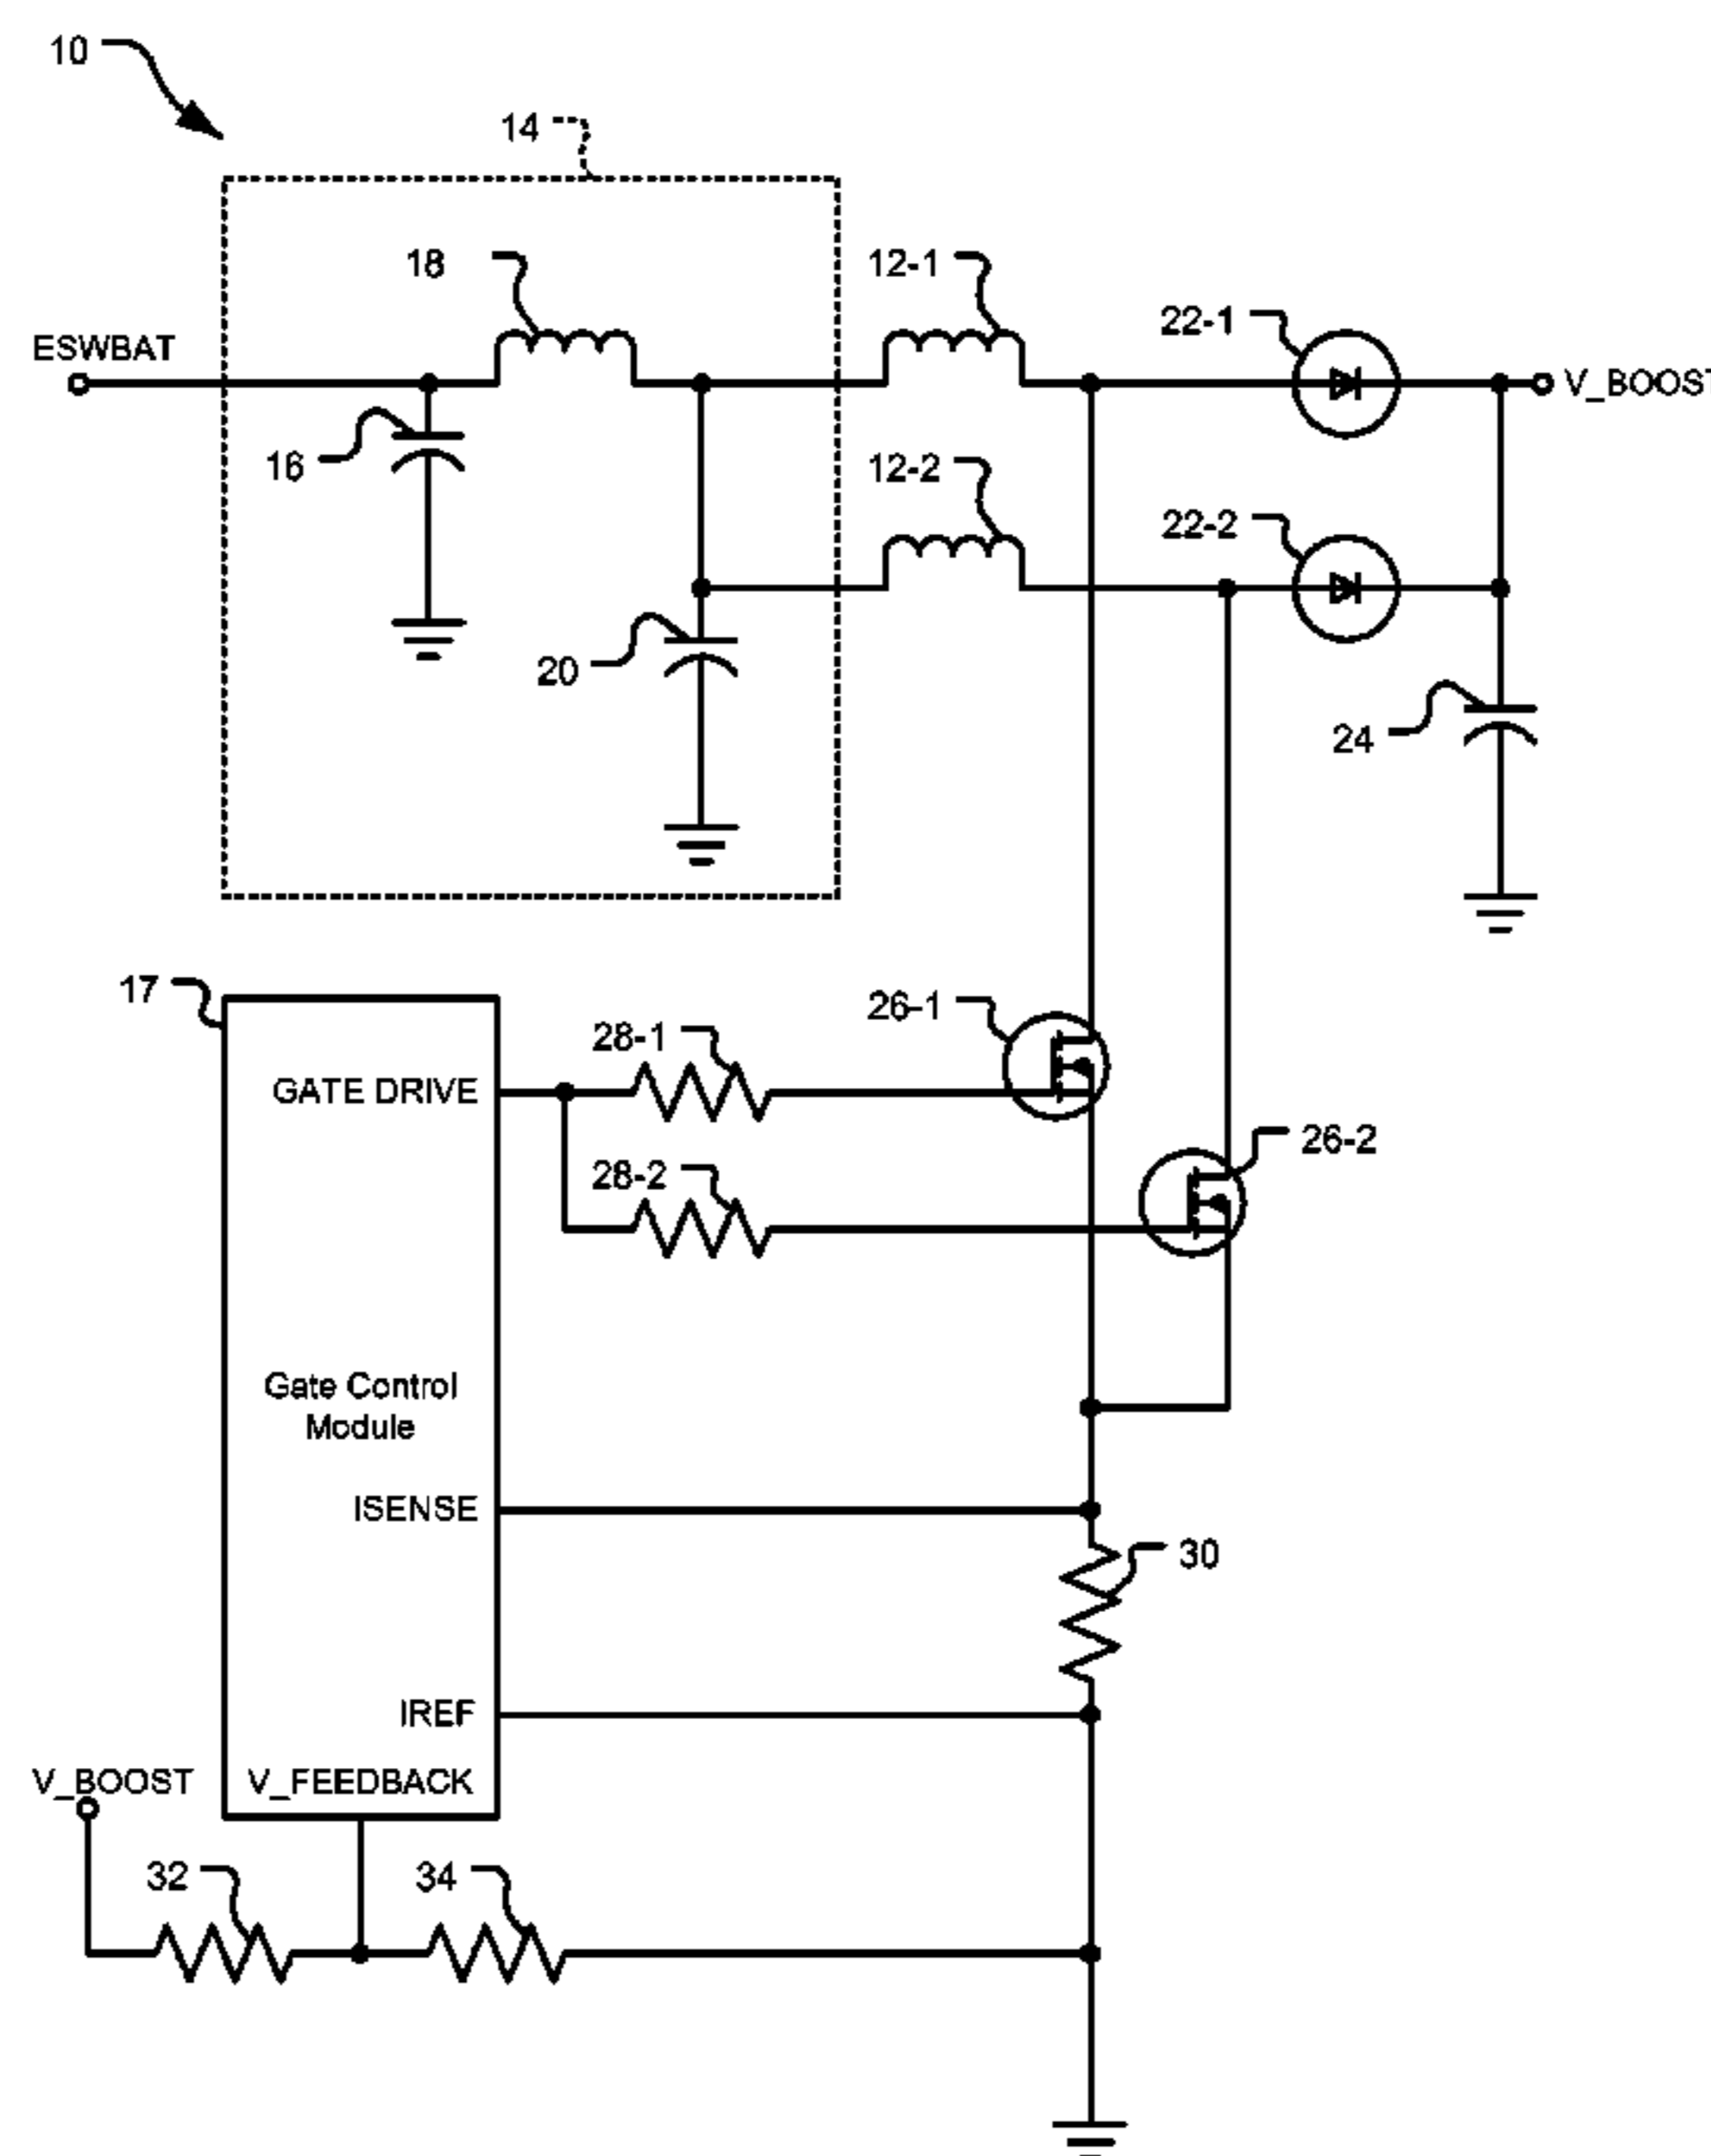 10
14
18
12-1
22-1
ESWBAT
V_BOOST
16
12-2
22-2
20
24
17
26-1
28-1
GATE DRIVE
26-2
28-2
Gate Control
Module
ISENSE
30
IREF
V_BOOST
V_FEEDBACK
32
34